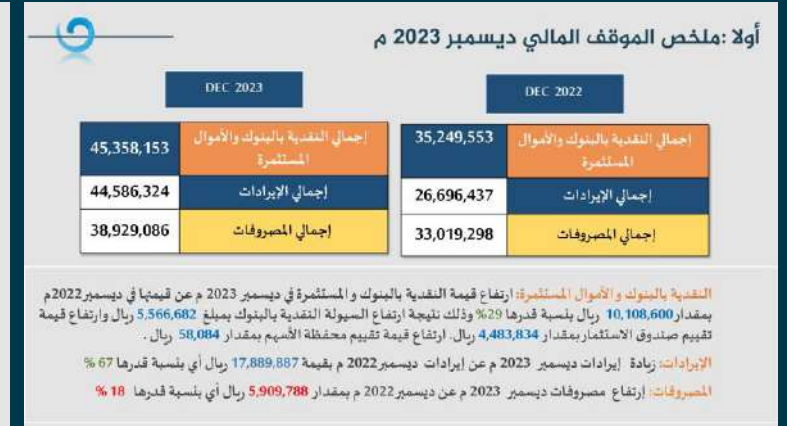 أولا :ملخص الموقف المالي ديسمبر 2023 م
DEC 2022
إجمالي النقدية بالبنوك والأموال المستثمرة 35,249,553
إجمالي الإيرادات 26,696,437
إجمالي المصروفات 33,019,298
DEC 2023
إجمالي النقدية بالبنوك والأموال المستثمرة 45,358,153
إجمالي الإيرادات 44,586,324
إجمالي المصروفات 38,929,086
النقدية بالبنوك والأموال المستثمرة: ارتفاع قيمة النقدية بالبنوك و المستثمرة في ديسمبر 2023 م عن قيمتها في ديسمبر2022م
بمقدار 10,108,600 ريال بنسبة قدرها 29% وذلك نتيجة ارتفاع السيولة النقدية بالبنوك بمبلغ 5,566,682 ريال وارتفاع قيمة
تقييم صندوق الاستثمار بمقدار 4,483,834 ريال. ارتفاع قيمة تقييم محفظة الأسهم بمقدار 58,084 ريال .
الإيرادات: زيادة إيرادات ديسمبر 2023 م عن إيرادات ديسمبر2022 م بقيمة 17,889,887 ريال أي بنسبة قدرها 67 %
المصروفات: إرتفاع مصروفات ديسمبر 2023 م عن ديسمبر 2022 م بمقدار 5,909,788 ريال أي بنسبة قدرها 18 %